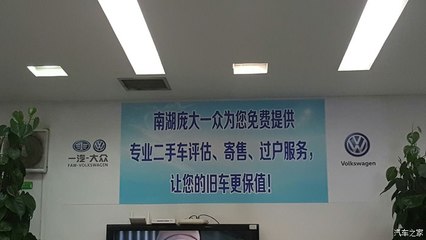 南湖庞大一众为您免费提供
专业二手车评估、寄售、过户服务，
让您的旧车更保值！
一汽-大众
FAW-VOLKSWAGEN
Volkswagen
汽车之家